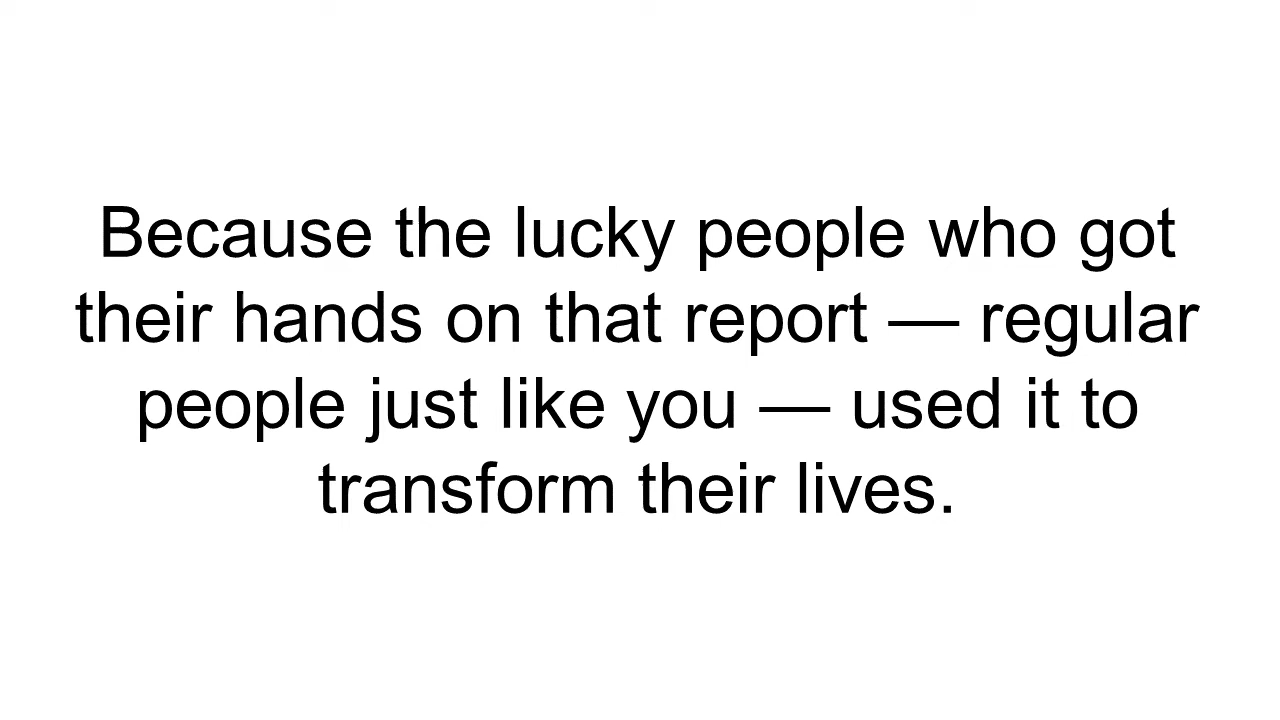 Because the lucky people who got
their hands on that report — regular
people just like you — used it to
transform their lives.